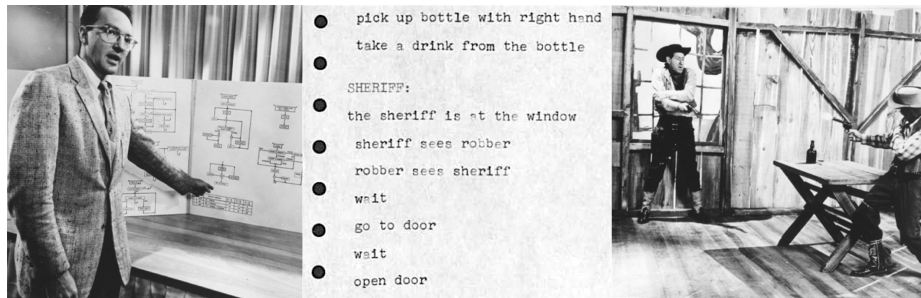 pick up bottle with right hand
take a drink from the bottle
SHERIFF:
the sheriff is at the window
sheriff sees robber
robber sees sheriff
wait
go to door
wait
open door